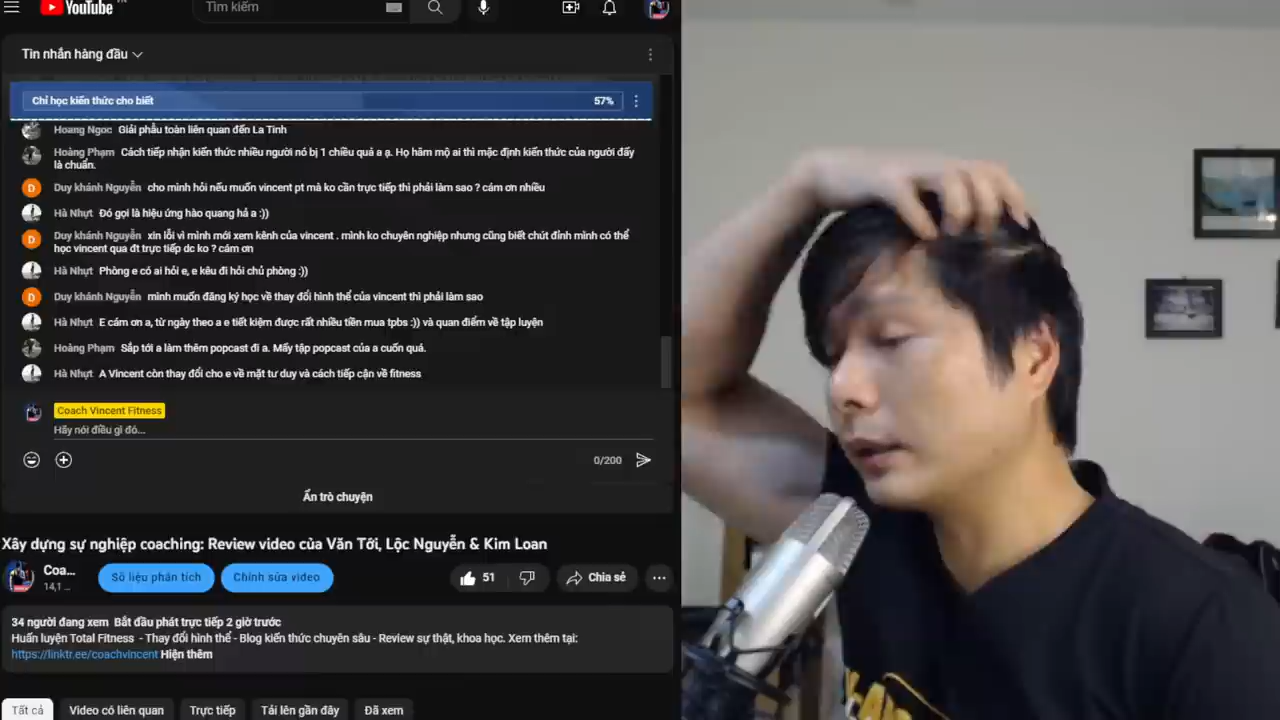 YouTube
Tìm kiếm
Tin nhắn hàng đầu
Chỉ học kiến thức cho biết 57%
Hoang Ngoc Giải phẫu toàn liên quan đến La Tinh
Hoàng Phạm Cách tiếp nhận kiến thức nhiều người nó bị 1 chiều quá a ạ. Họ hâm mộ ai thì mặc định kiến thức của người đấy
là chuẩn.
Duy khánh Nguyễn cho mình hỏi nếu muốn vincent pt mà ko cần trực tiếp thì phải làm sao ? cám ơn nhiều
Hà Nhựt Đó gọi là hiệu ứng hào quang hả a :))
Duy khánh Nguyễn xin lỗi vì mình mới xem kênh của vincent . mình ko chuyên nghiệp nhưng cũng biết chút đỉnh mình có thể
học vincent qua đt trực tiếp dc ko ? cảm ơn
Hà Nhựt Phòng e có ai hỏi e, e kêu đi hỏi chủ phòng :))
Duy khánh Nguyễn mình muốn đăng ký học về thay đổi hình thể của vincent thì phải làm sao
Hà Nhựt E cám ơn a, từ ngày theo a e tiết kiệm được rất nhiều tiền mua tpbs :)) và quan điểm về tập luyện
Hoàng Phạm Sắp tới a làm thêm popcast đi a. Mấy tập popcast của a cuốn quá.
Hà Nhựt A Vincent còn thay đổi cho e về mặt tư duy và cách tiếp cận về fitness
Coach Vincent Fitness
Hãy nói điều gì đó...
0/200
Ẩn trò chuyện
Xây dựng sự nghiệp coaching: Review video của Văn Tới, Lộc Nguyễn & Kim Loan
Coa...
14,1 ...
Số liệu phân tích
Chỉnh sửa video
51
Chia sẻ
34 người đang xem Bắt đầu phát trực tiếp 2 giờ trước
Huấn luyện Total Fitness - Thay đổi hình thể - Blog kiến thức chuyên sâu - Review sự thật, khoa học. Xem thêm tại:
https://linktr.ee/coachvincent Hiện thêm
Tất cả Video có liên quan Trực tiếp Tải lên gần đây Đã xem